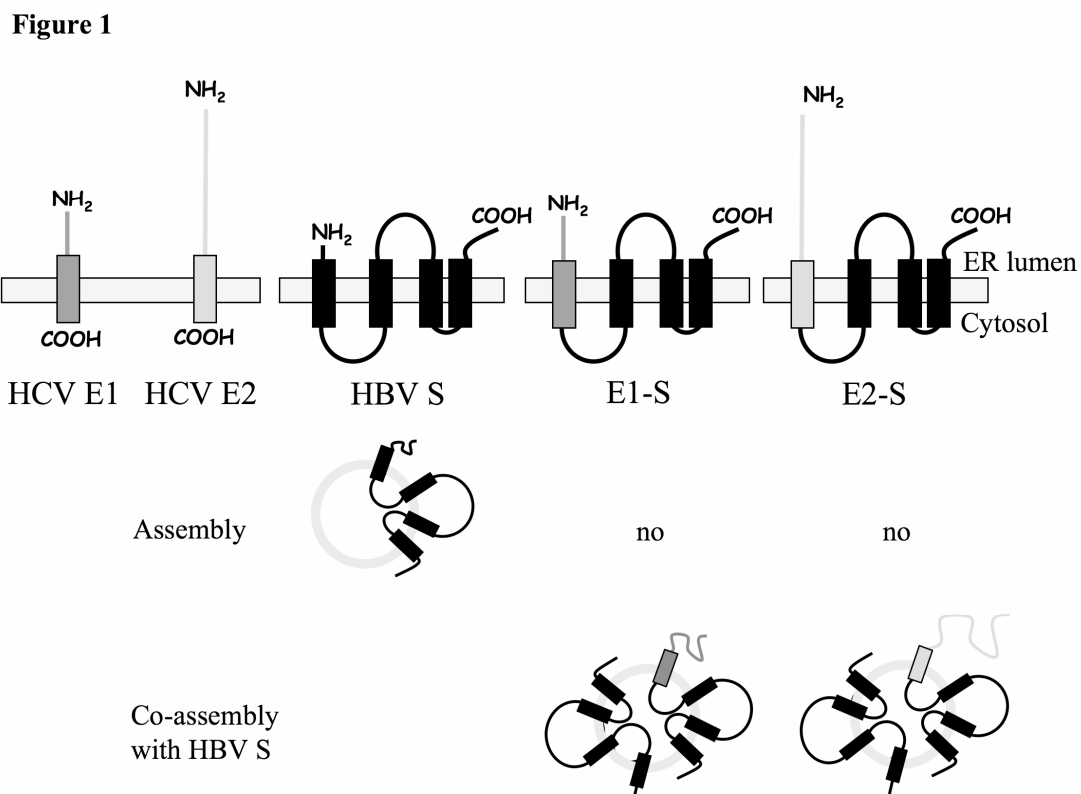 Figure 1
NH2
NH2
NH2
NH2
NH2
COOH
COOH
COOH
ER lumen
COOH
COOH
Cytosol
HCV E1
HCV E2
HBV S
E1-S
E2-S
Assembly
no
no
Co-assembly
with HBV S